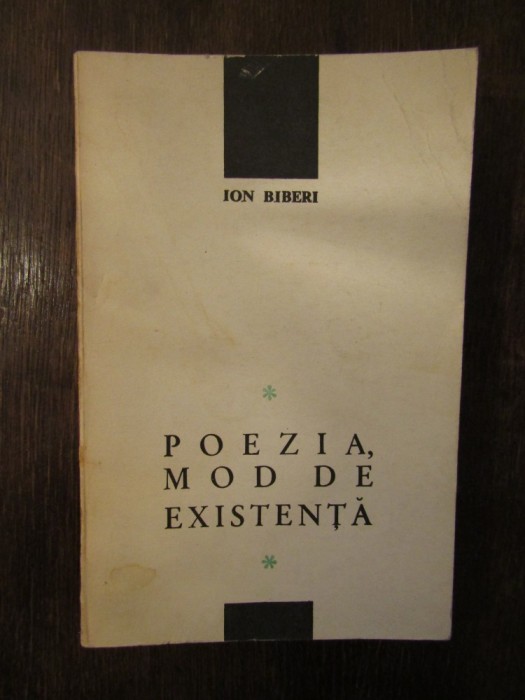 ION BIBERI
*
POEZIA,
MOD DE
EXISTENȚĂ
*